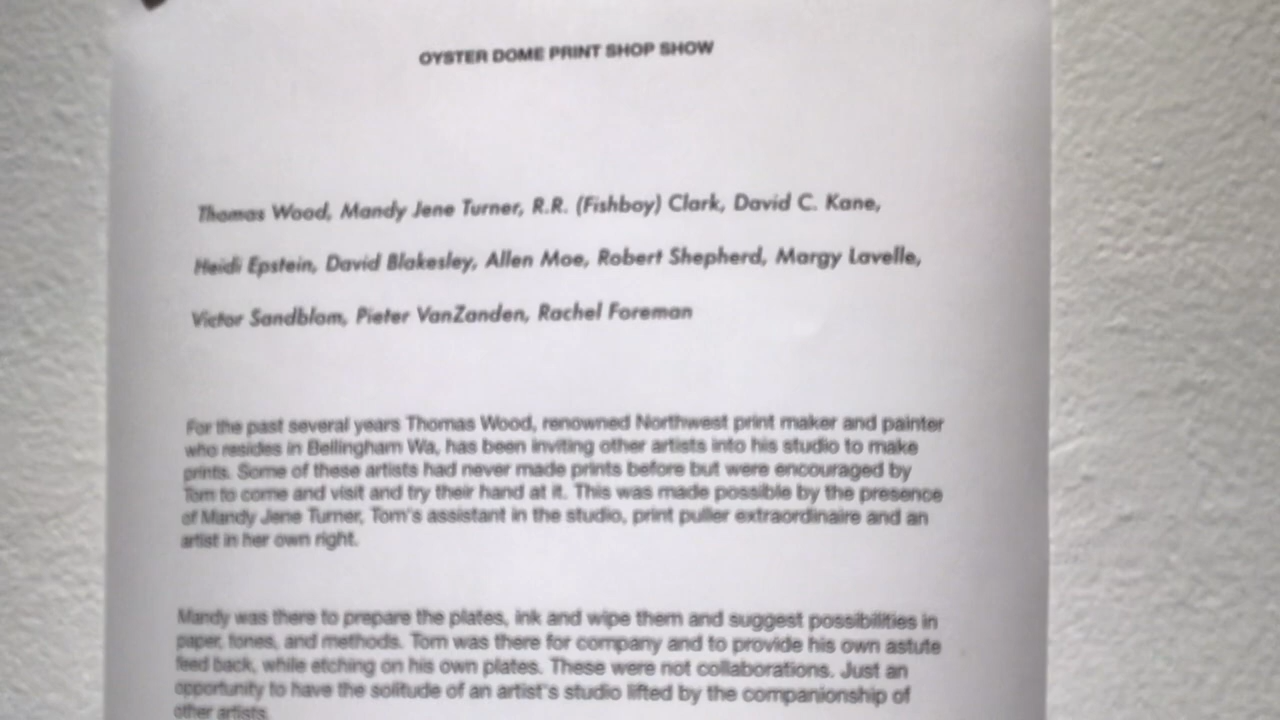 OYSTER DOME PRINT SHOP SHOW
Thomas Wood, Mandy Jene Turner, R.R. (Fishboy) Clark, David C. Kane,
Heidi Epstein, David Blakesley, Allen Moe, Robert Shepherd, Margy Lavelle,
Victor Sandblom, Pieter VanZanden, Rachel Foreman
For the past several years Thomas Wood, renowned Northwest print maker and painter
who resides in Bellingham Wa, has been inviting other artists into his studio to make
prints. Some of these artists had never made prints before but were encouraged by
Tom to come and visit and try their hand at it. This was made possible by the presence
of Mandy Jene Turner, Tom's assistant in the studio, print puller extraordinaire and an
artist in her own right.
Mandy was there to prepare the plates, ink and wipe them and suggest possibilities in
paper, tones, and methods. Tom was there for company and to provide his own astute
feed back, while etching on his own plates. These were not collaborations. Just an
opportunity to have the solitude of an artist's studio lifted by the companionship of
other artists.